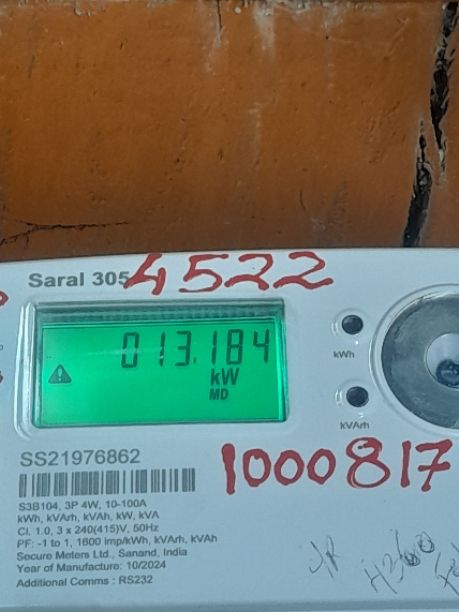 Saral 305
4522
013.184
kW
MD
kWh
kVArh
SS21976862
1000817
S3B104, 3P 4W, 10-100A
kWh, kVArh, kVAh, kW, kVA
Cl. 1.0, 3 x 240(415)V, 50Hz
PF: -1 to 1, 1600 imp/kWh, kVArh, kVAh
Secure Meters Ltd., Sanand, India
Year of Manufacture: 10/2024
Additional Comms : RS232